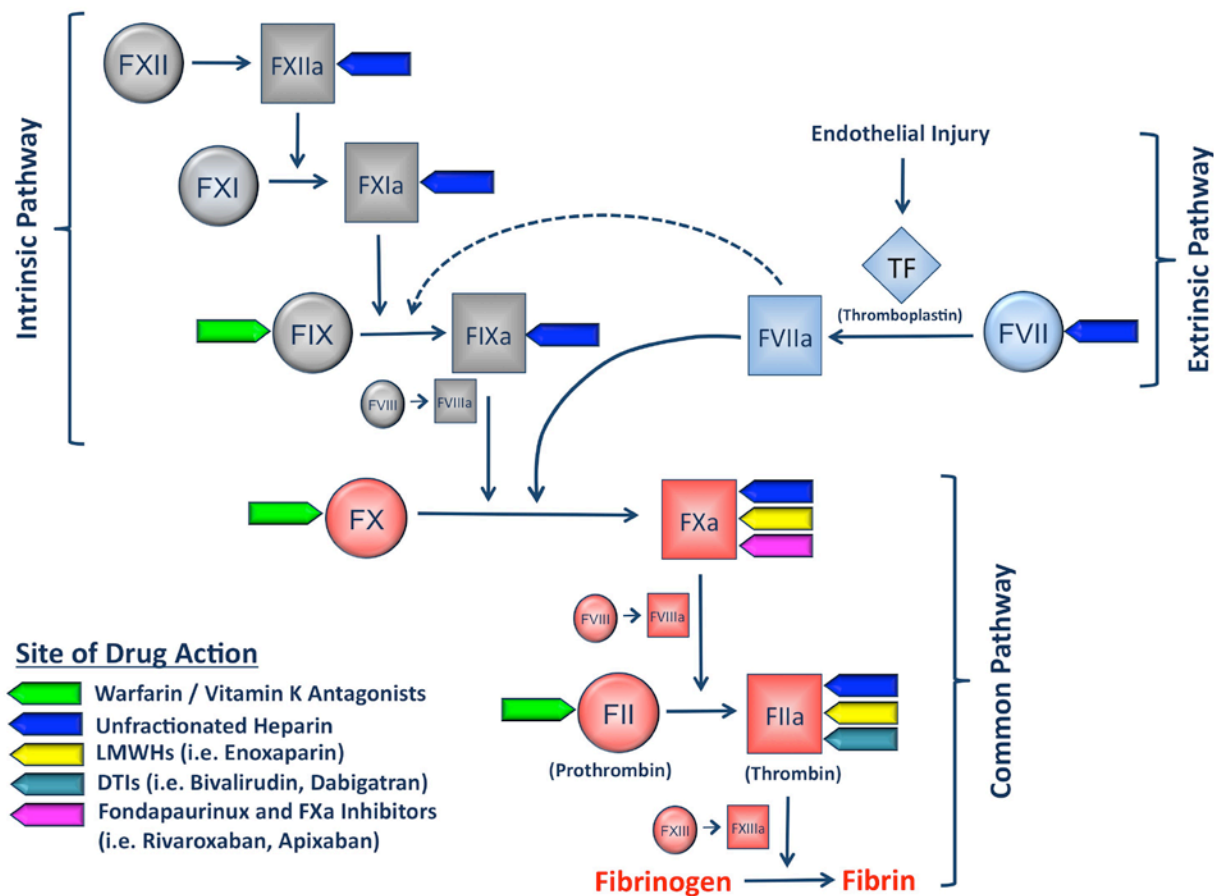 Intrinsic Pathway
FXII
FXIIa
FXI
FXIa
FIX
FIXa
FVIII
FVIIIa
Endothelial Injury
TF
(Thromboplastin)
FVIIa
FVII
Extrinsic Pathway
FX
FXa
FVIII
FVIIIa
FII
(Prothrombin)
FIIa
(Thrombin)
FXIII
FXIIIa
Fibrinogen
Fibrin
Common Pathway
Site of Drug Action
Warfarin / Vitamin K Antagonists
Unfractionated Heparin
LMWHs (i.e. Enoxaparin)
DTIs (i.e. Bivalirudin, Dabigatran)
Fondapaurinux and FXa Inhibitors
(i.e. Rivaroxaban, Apixaban)